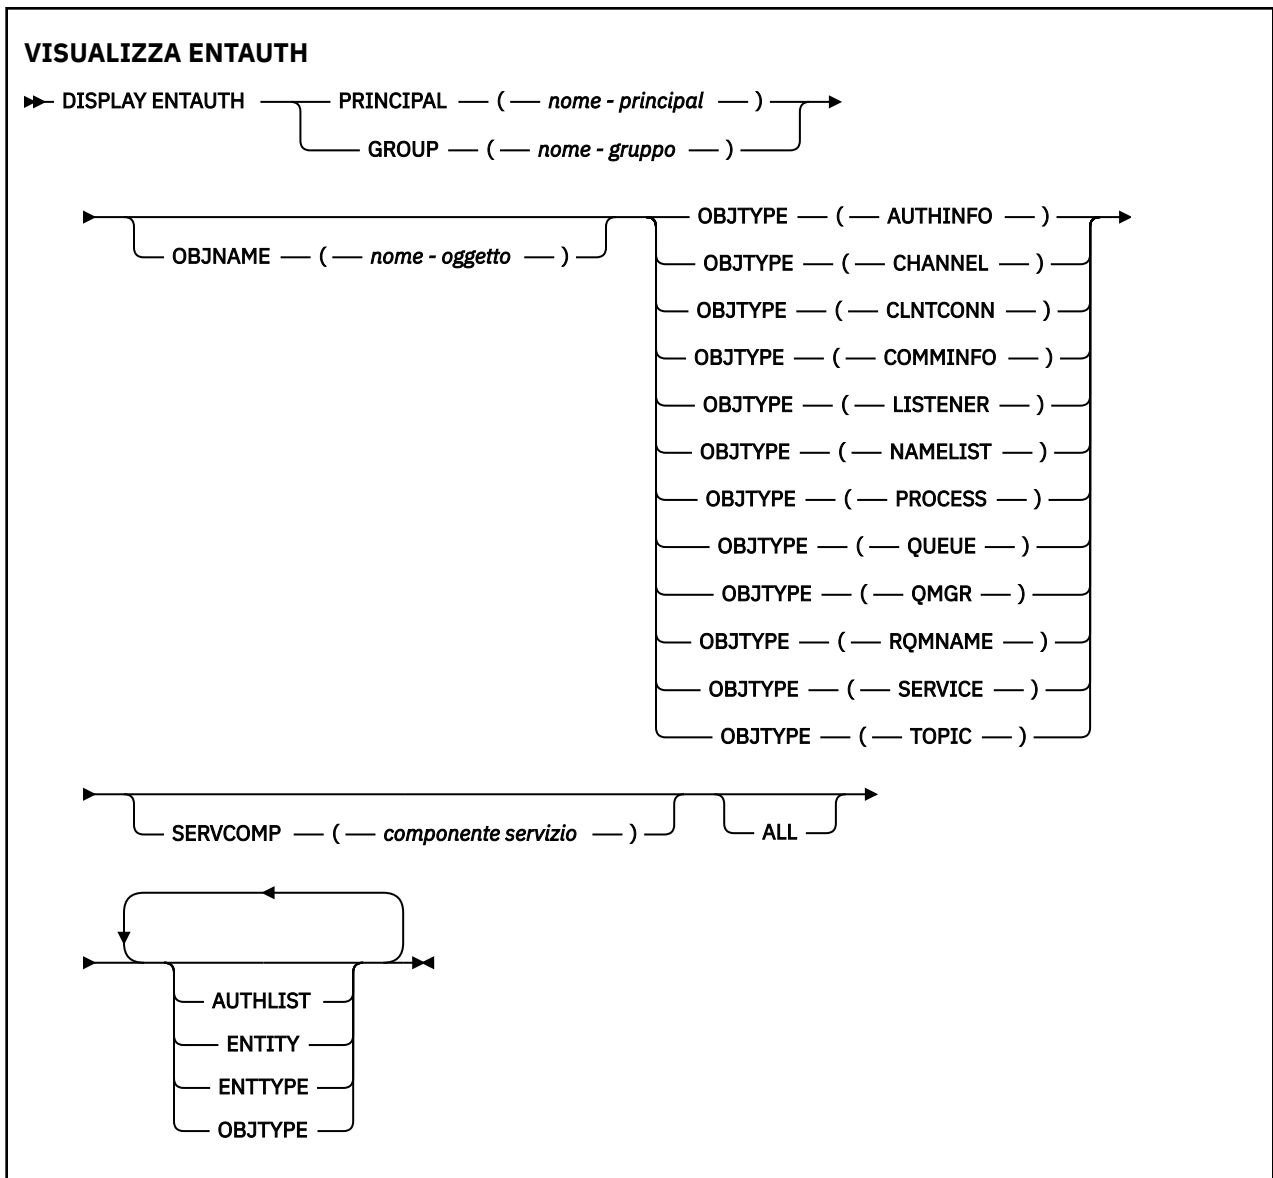 VISUALIZZA ENTAUTH
DISPLAY ENTAUTH PRINCIPAL ( nome - principal )
GROUP ( nome - gruppo )
OBJTYPE ( AUTHINFO )
OBJNAME ( nome - oggetto )
OBJTYPE ( CHANNEL )
OBJTYPE ( CLNTCONN )
OBJTYPE ( COMMINFO )
OBJTYPE ( LISTENER )
OBJTYPE ( NAMELIST )
OBJTYPE ( PROCESS )
OBJTYPE ( QUEUE )
OBJTYPE ( QMGR )
OBJTYPE ( RQMNAME )
OBJTYPE ( SERVICE )
OBJTYPE ( TOPIC )
SERVCOMP ( componente servizio ) ALL
AUTHLIST
ENTITY
ENTTYPE
OBJTYPE